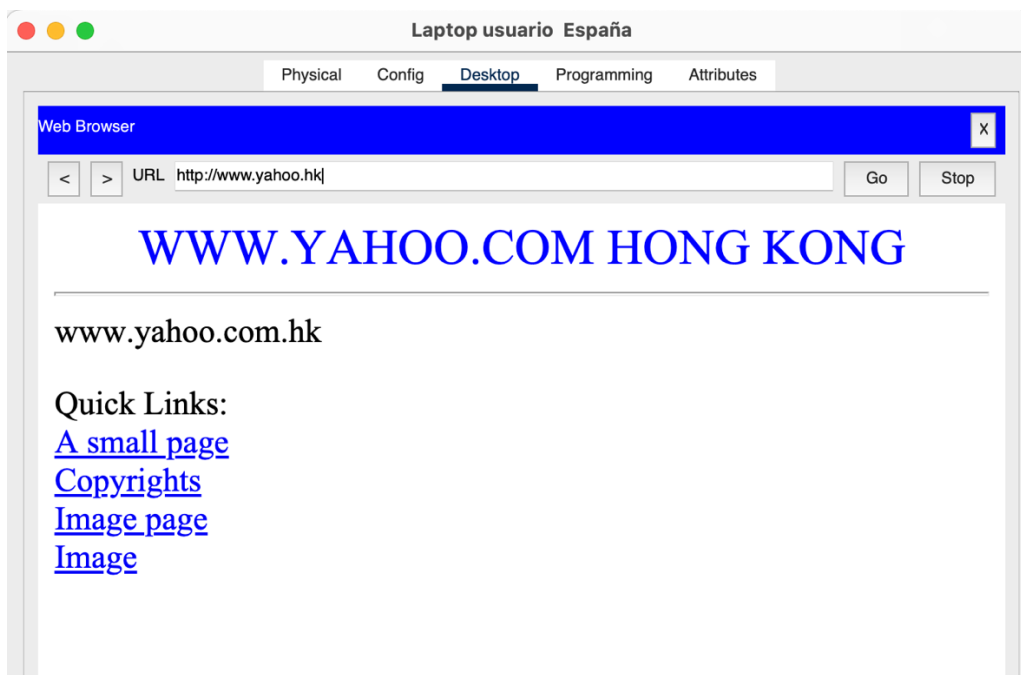 Laptop usuario España
Physical Config Desktop Programming Attributes
Web Browser X
< > URL http://www.yahoo.hk Go Stop
WWW.YAHOO.COM HONG KONG
www.yahoo.com.hk
Quick Links:
A small page
Copyrights
Image page
Image